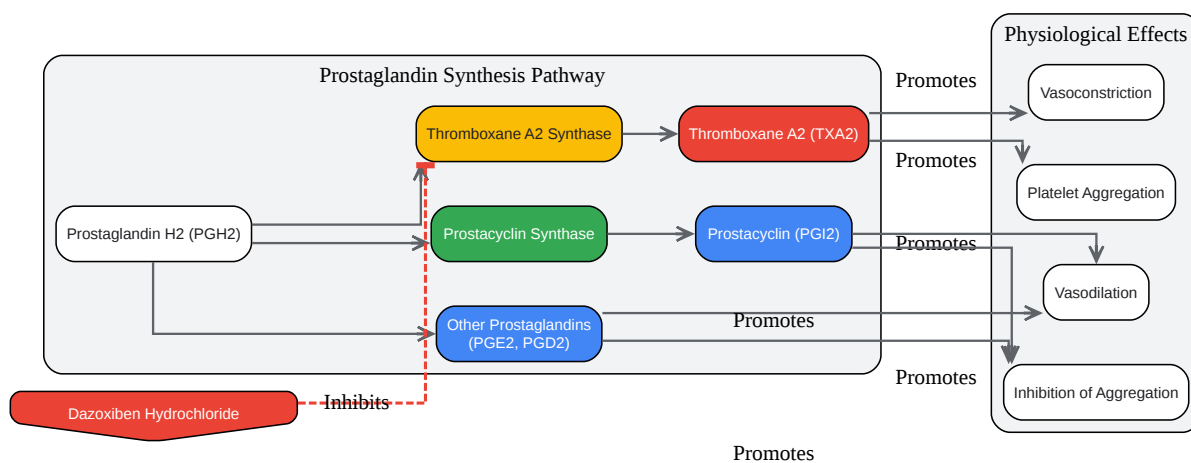 Physiological Effects
Prostaglandin Synthesis Pathway
Promotes
Vasoconstriction
Thromboxane A2 Synthase
Thromboxane A2 (TXA2)
Promotes
Platelet Aggregation
Prostaglandin H2 (PGH2)
Prostacyclin Synthase
Prostacyclin (PGI2)
Promotes
Vasodilation
Other Prostaglandins
(PGE2, PGD2)
Promotes
Promotes
Inhibition of Aggregation
Dazoxiben Hydrochloride
Inhibits
Promotes